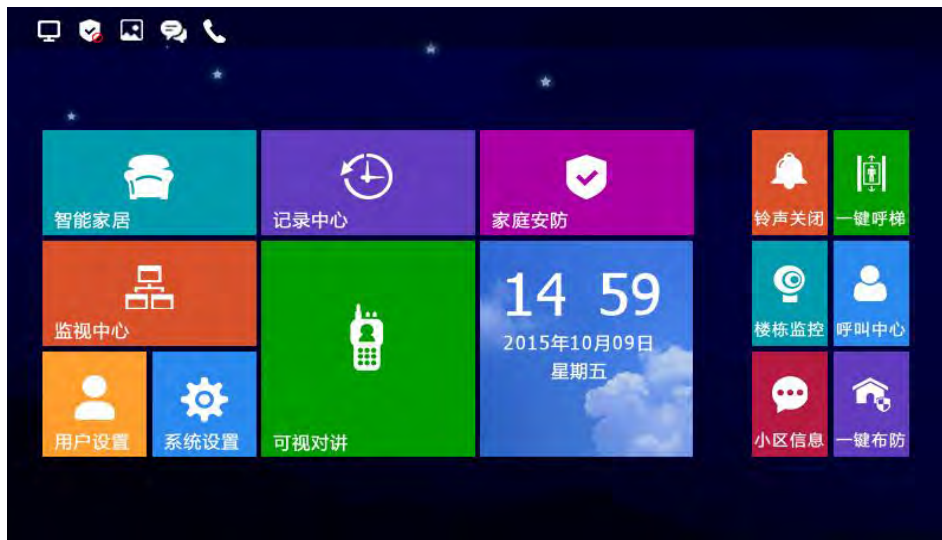 智能家居
记录中心
家庭安防
铃声关闭
一键呼梯
监视中心
14 59
2015年10月09日
星期五
楼栋监控
呼叫中心
用户设置
系统设置
可视对讲
小区信息
一键布防